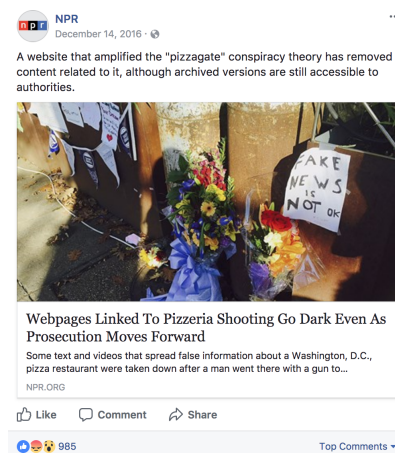 npr
NPR
December 14, 2016
A website that amplified the "pizzagate" conspiracy theory has removed
content related to it, although archived versions are still accessible to
authorities.
FAKE
NEWS
IS
NOT OK
Webpages Linked To Pizzeria Shooting Go Dark Even As
Prosecution Moves Forward
Some text and videos that spread false information about a Washington, D.C.,
pizza restaurant were taken down after a man went there with a gun to...
NPR.ORG
Like Comment Share
985 Top Comments